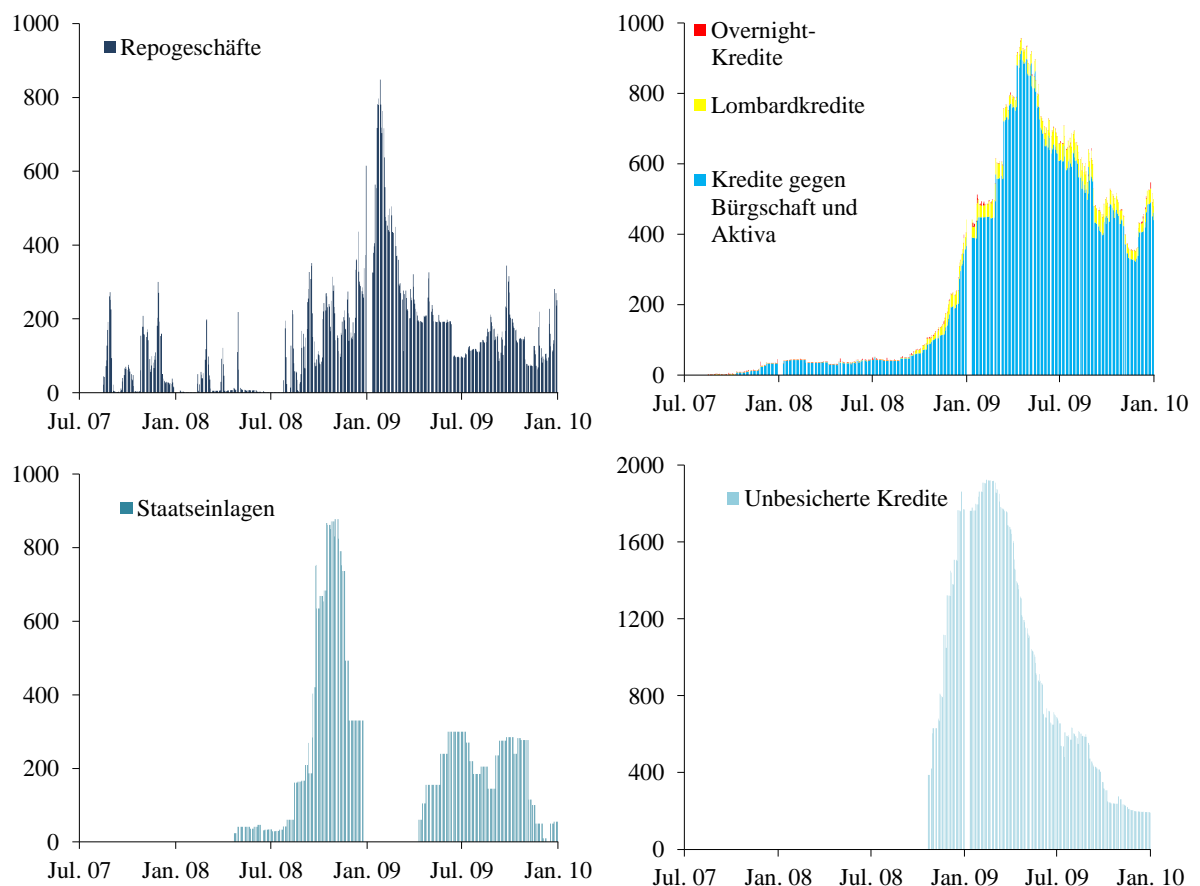 1000
800
600
400
200
0
Jul. 07 Jan. 08 Jul. 08 Jan. 09 Jul. 09 Jan. 10
Repogeschäfte
1000
800
600
400
200
0
Jul. 07 Jan. 08 Jul. 08 Jan. 09 Jul. 09 Jan. 10
Overnight-
Kredite
Lombardkredite
Kredite gegen
Bürgschaft und
Aktiva
1000
800
600
400
200
0
Jul. 07 Jan. 08 Jul. 08 Jan. 09 Jul. 09 Jan. 10
Staatseinlagen
2000
1600
1200
800
400
0
Jul. 07 Jan. 08 Jul. 08 Jan. 09 Jul. 09 Jan. 10
Unbesicherte Kredite